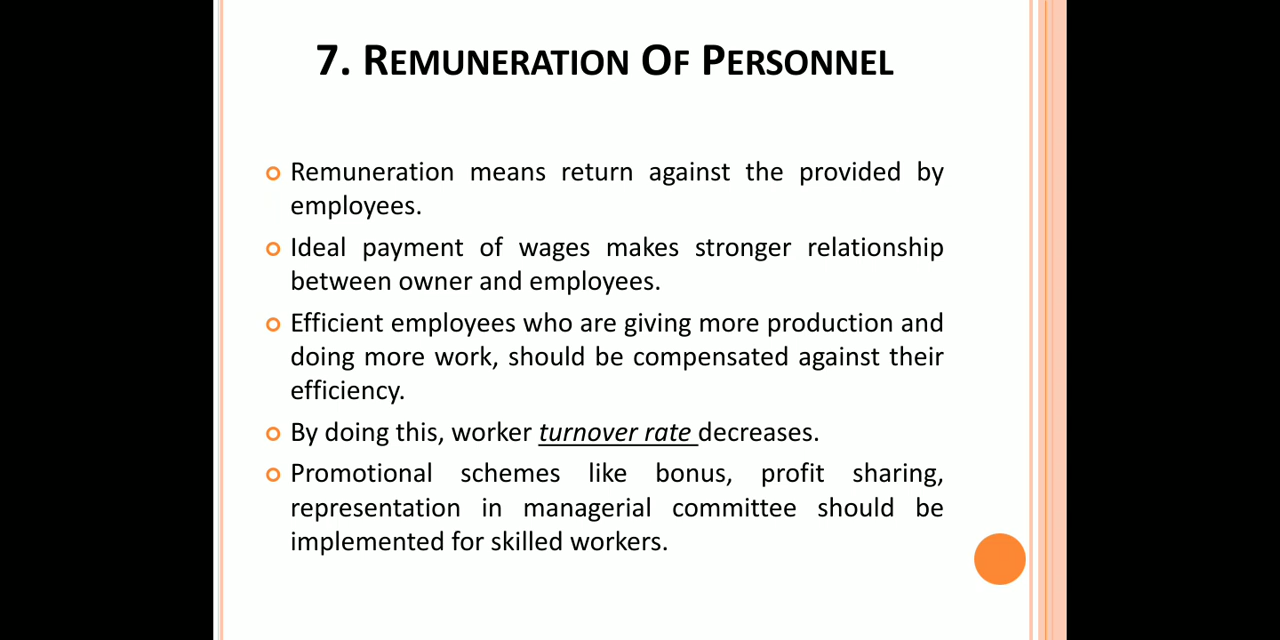 7. REMUNERATION OF PERSONNEL
Remuneration means return against the provided by
employees.
Ideal payment of wages makes stronger relationship
between owner and employees.
Efficient employees who are giving more production and
doing more work, should be compensated against their
efficiency.
By doing this, worker turnover rate decreases.
Promotional schemes like bonus, profit sharing,
representation in managerial committee should be
implemented for skilled workers.